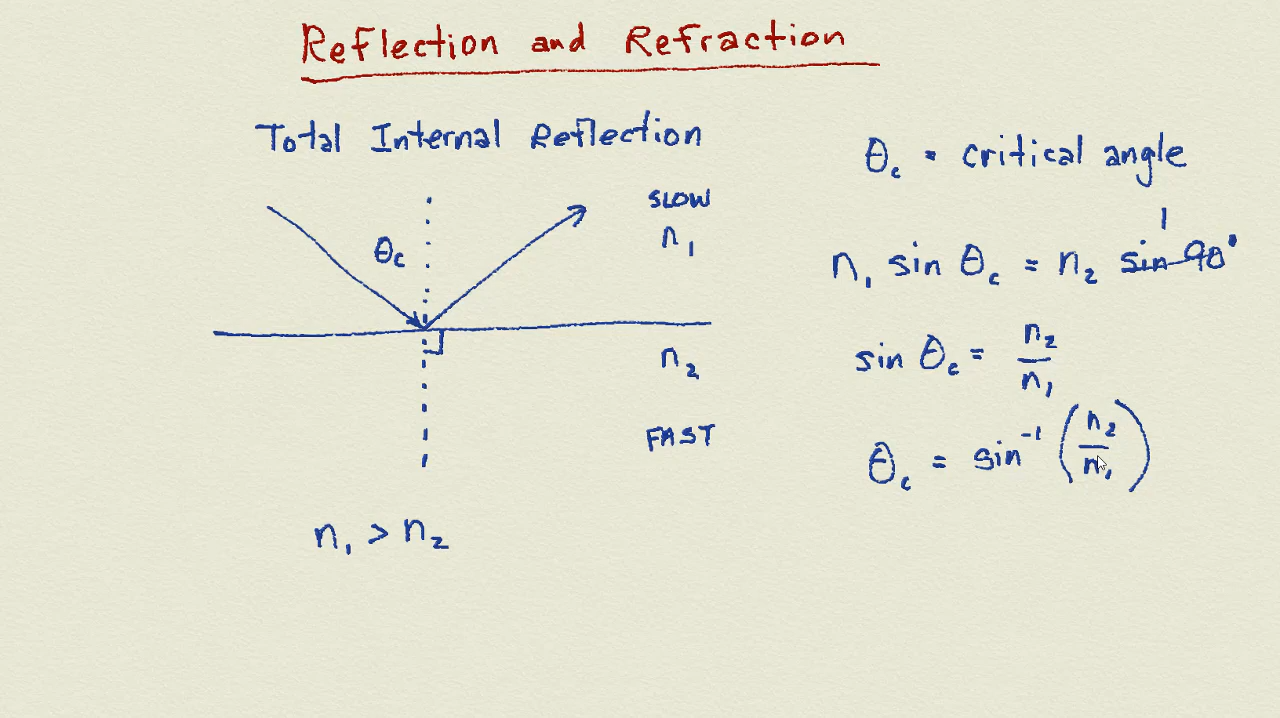 Reflection and Refraction
Total Internal Reflection
SLOW
θc
n₁
n₂
FAST
n₁ > n₂
θc = critical angle
1
n₁ sin θc = n₂ sin 90°
sin θc = n₂/n₁
θc = sin⁻¹ (n₂/n₁)